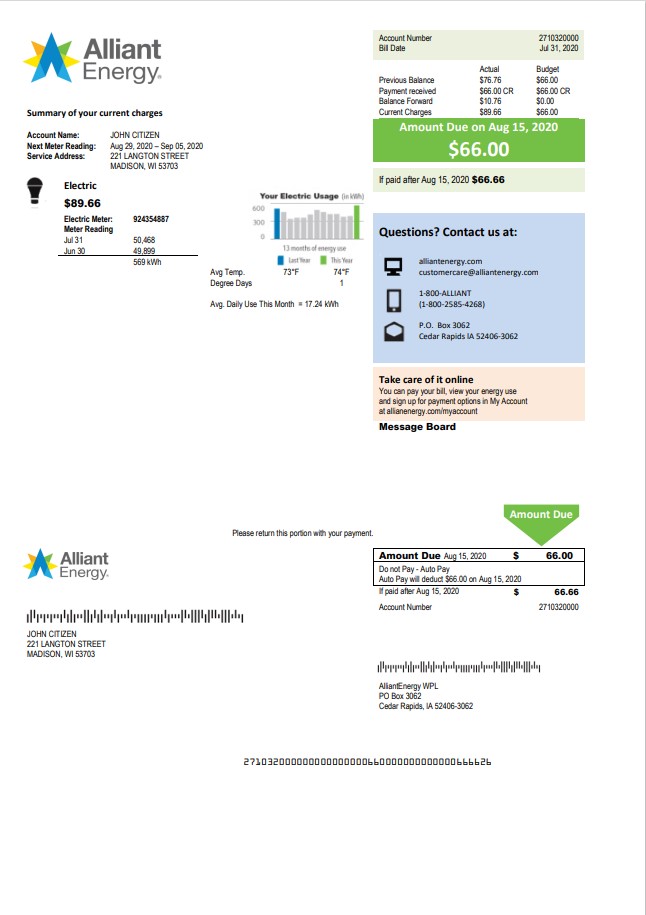 Alliant
Energy®
Account Number 2710320000
Bill Date Jul 31, 2020
Actual Budget
Previous Balance $76.76 $66.00
Payment received $66.00 CR $66.00 CR
Balance Forward $10.76 $0.00
Current Charges $89.66 $66.00
Amount Due on Aug 15, 2020
$66.00
If paid after Aug 15, 2020 $66.66
Summary of your current charges
Account Name: JOHN CITIZEN
Next Meter Reading: Aug 29, 2020 – Sep 05, 2020
Service Address: 221 LANGTON STREET
MADISON, WI 53703
Electric
$89.66
Electric Meter: 924354887
Meter Reading
Jul 31 50,468
Jun 30 49,899
569 kWh
Your Electric Usage (in kWh)
600
300
0
13 months of energy use
Last Year This Year
Avg Temp. 73°F 74°F
Degree Days 1
Avg. Daily Use This Month = 17.24 kWh
Questions? Contact us at:
alliantenergy.com
customercare@alliantenergy.com
1-800-ALLIANT
(1-800-2585-4268)
P.O. Box 3062
Cedar Rapids IA 52406-3062
Take care of it online
You can pay your bill, view your energy use
and sign up for payment options in My Account
at allianenergy.com/myaccount
Message Board
Amount Due
Please return this portion with your payment.
Alliant
Energy®
Amount Due Aug 15, 2020 $ 66.00
Do not Pay - Auto Pay
Auto Pay will deduct $66.00 on Aug 15, 2020
If paid after Aug 15, 2020 $ 66.66
Account Number 2710320000
JOHN CITIZEN
221 LANGTON STREET
MADISON, WI 53703
AlliantEnergy WPL
PO Box 3062
Cedar Rapids, IA 52406-3062